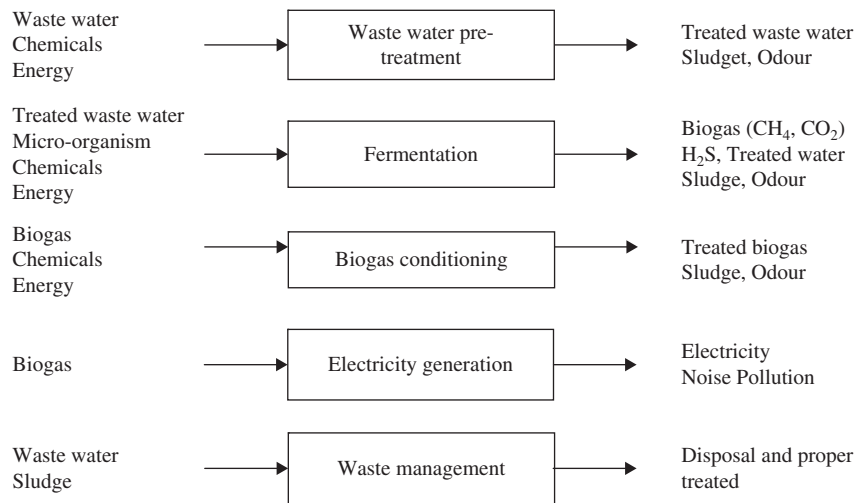 Waste water
Chemicals
Energy
Waste water pre-
treatment
Treated waste water
Sludget, Odour
Treated waste water
Micro-organism
Chemicals
Energy
Fermentation
Biogas (CH₄, CO₂)
H₂S, Treated water
Sludge, Odour
Biogas
Chemicals
Energy
Biogas conditioning
Treated biogas
Sludge, Odour
Biogas
Electricity generation
Electricity
Noise Pollution
Waste water
Sludge
Waste management
Disposal and proper
treated